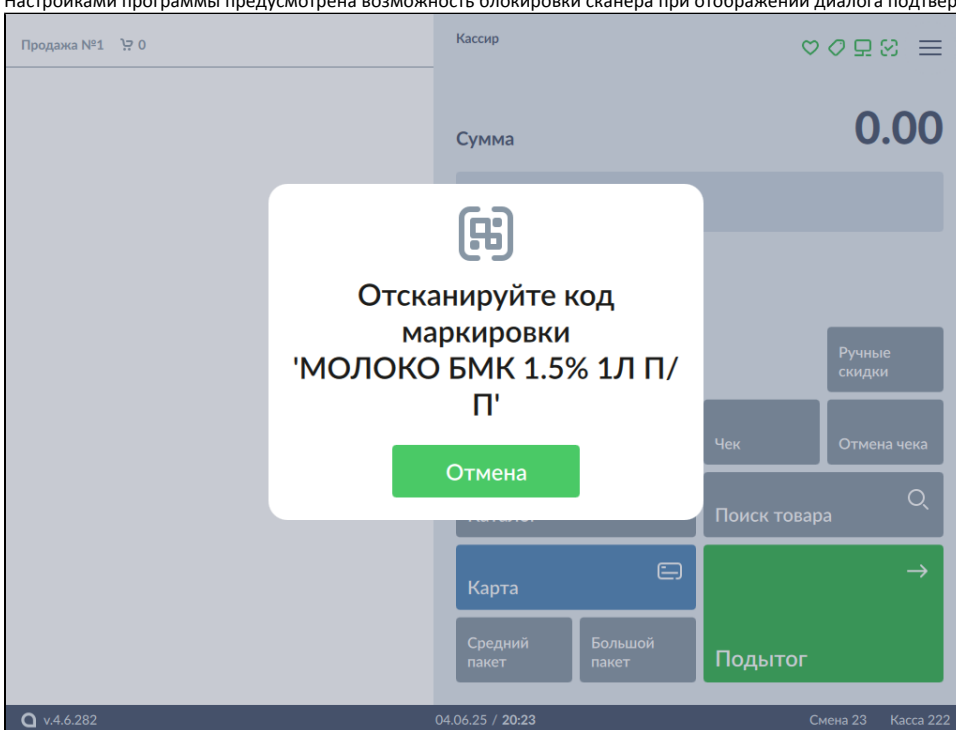 Настройками программы предусмотрена возможность блокировки сканера при отображении диалога
Продажа №1 0
Кассир
Сумма
0.00
Отсканируйте код
маркировки
'МОЛОКО БМК 1.5% 1Л П/
П'
Отмена
Ручные
скидки
Чек
Отмена чека
Каталог
Поиск товара
Карта
Средний
пакет
Большой
пакет
Подытог
v.4.6.282
04.06.25 / 20:23
Смена 23
Касса 222